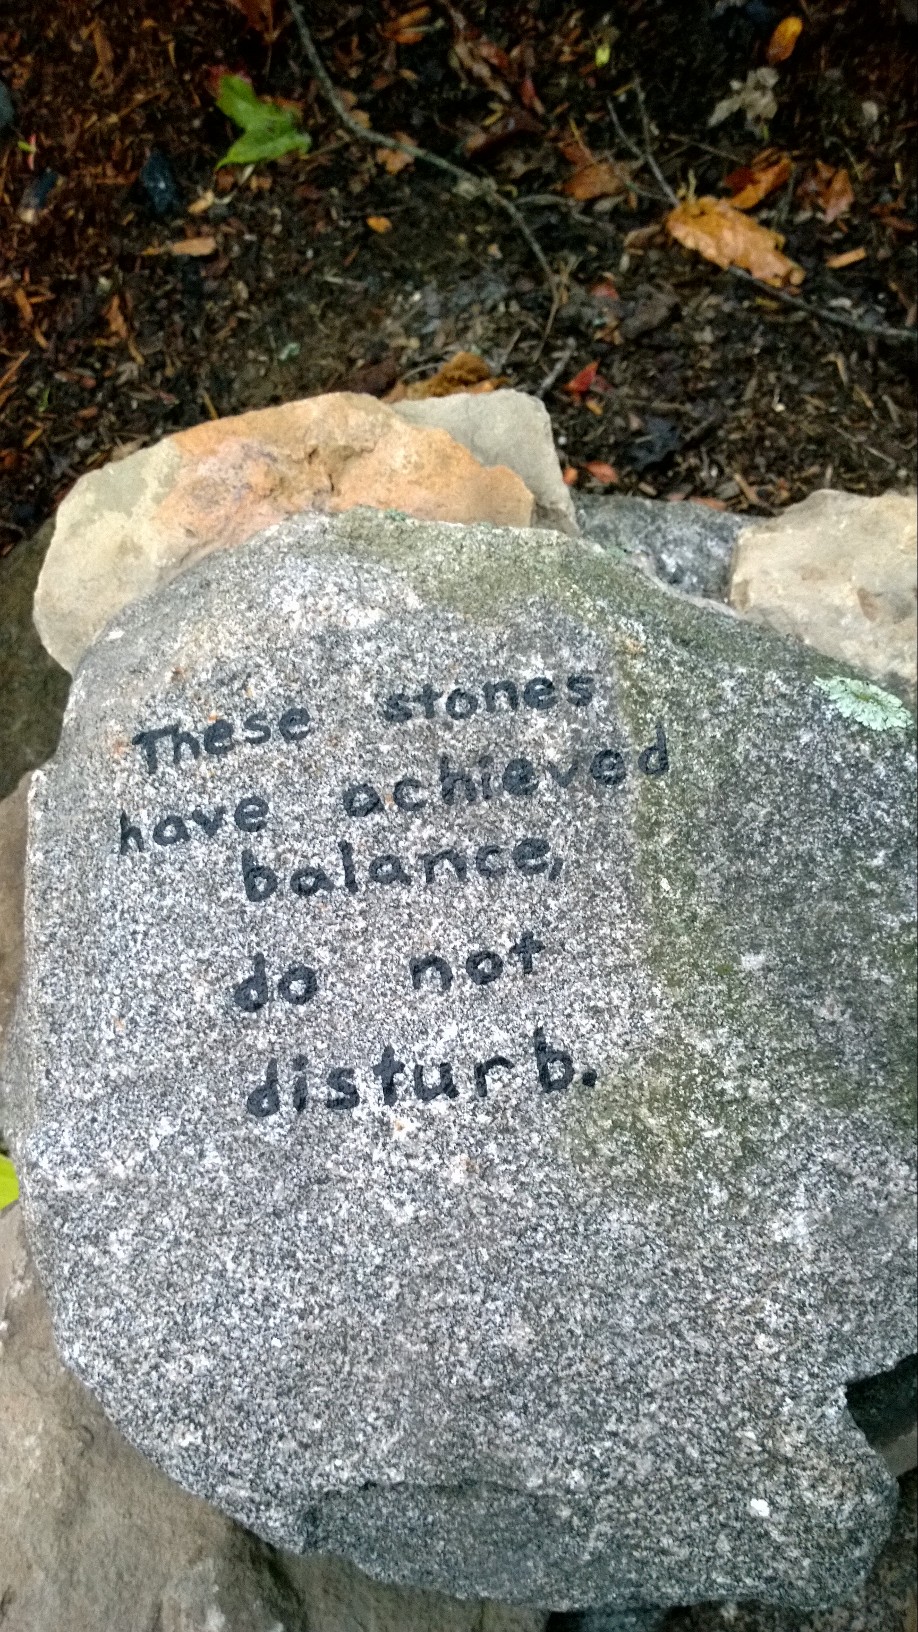 These stones
have achieved
balance,
do not
disturb.